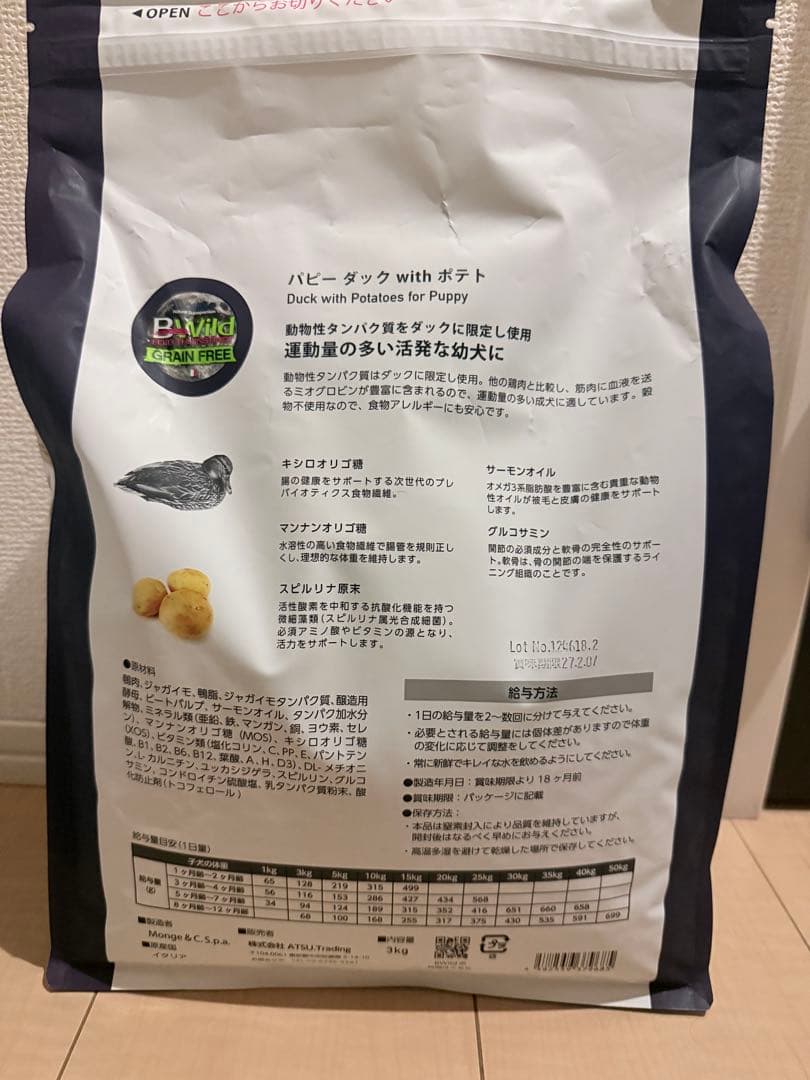 ◀OPEN ここからお切りください
パピー ダック with ポテト
Duck with Potatoes for Puppy
BWild
GRAIN FREE
動物性タンパク質をダックに限定し使用
運動量の多い活発な幼犬に
動物性タンパク質はダックに限定し使用。他の鶏肉と比較し、筋肉に血液を送
るミオグロビンが豊富に含まれるので、運動量の多い成犬に適しています。穀
物不使用なので、食物アレルギーにも安心です。
キシロオリゴ糖
腸の健康をサポートする次世代のプレ
バイオティクス食物繊維。
マンナンオリゴ糖
水溶性の高い食物繊維で腸管を規則正し
くし、理想的な体重を維持します。
スピルリナ原末
活性酸素を中和する抗酸化機能を持つ
微細藻類(スピルリナ属光合成細菌)。
必須アミノ酸やビタミンの源となり、
活力をサポートします。
サーモンオイル
オメガ3系脂肪酸を豊富に含む貴重な動物
性オイルが被毛と皮膚の健康をサポート
します。
グルコサミン
関節の必須成分と軟骨の完全性のサポー
ト。軟骨は、骨の関節の端を保護するライ
ニング組織のことです。
Lot No.124618.2
賞味期限27.2.07
●原材料
鴨肉、ジャガイモ、鴨脂、ジャガイモタンパク質、醸造用
酵母、ビートパルプ、サーモンオイル、タンパク加水分
解物、ミネラル類(亜鉛、鉄、マンガン、銅、ヨウ素、セレ
ン)、マンナンオリゴ糖(MOS)、キシロオリゴ糖
(XOS)、ビタミン類(塩化コリン、C、PP、E、パントテン
酸、B1、B2、B6、B12、葉酸、A、H、D3)、DL-メチオニ
ン、L-カルニチン、ユッカシジゲラ、スピルリン、グルコ
サミン、コンドロイチン硫酸塩、乳タンパク質粉末、酸
化防止剤(トコフェロール)
給与方法
・1日の給与量を2〜数回に分けて与えてください。
・必要とされる給与量には個体差がありますので体重
の変化に応じて調整をしてください。
・常に新鮮でキレイな水を飲めるようにしてください。
●製造年月日:賞味期限より18ヶ月前
●賞味期限:パッケージに記載
●保存方法:
・本品は窒素封入により品質を維持していますが、
開封後はなるべく早めにお与えください。
・高温多湿を避けて乾燥した場所で保存してください。
給与量目安(1日量)
子犬の体重 1kg 3kg 5kg 10kg 15kg 20kg 25kg 30kg 35kg 40kg 50kg
給与量(g)
1ヶ月齢〜2ヶ月齢 65 128 219 315 499
3ヶ月齢〜4ヶ月齢 56 116 153 286 427 434 568
5ヶ月齢〜7ヶ月齢 34 94 124 189 315 352 416 651 660 658
8ヶ月齢〜12ヶ月齢 68 100 168 255 317 375 430 535 591 699
■製造者
Monge & C. S.p.a.
■原産国
イタリア
■販売者
株式会社 ATSU.Trading
■内容量
3kg
プラ